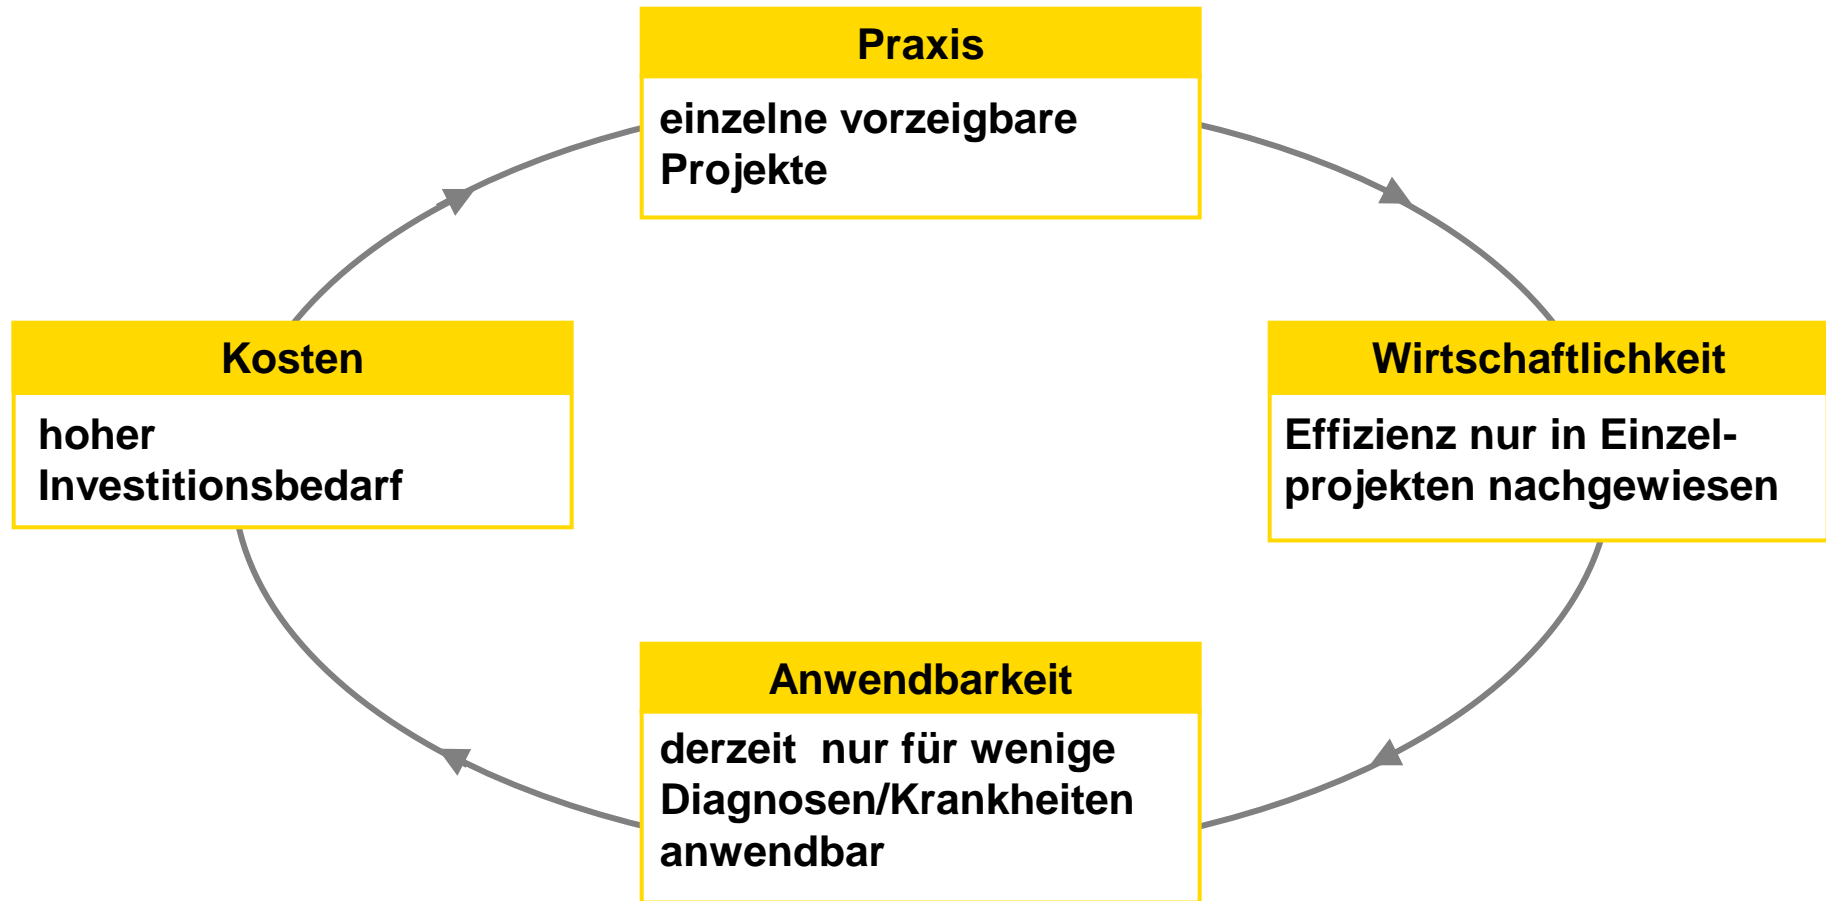 Praxis
einzelne vorzeigbare
Projekte
Kosten
hoher
Investitionsbedarf
Wirtschaftlichkeit
Effizienz nur in Einzel-
projekten nachgewiesen
Anwendbarkeit
derzeit  nur für wenige
Diagnosen/Krankheiten
anwendbar